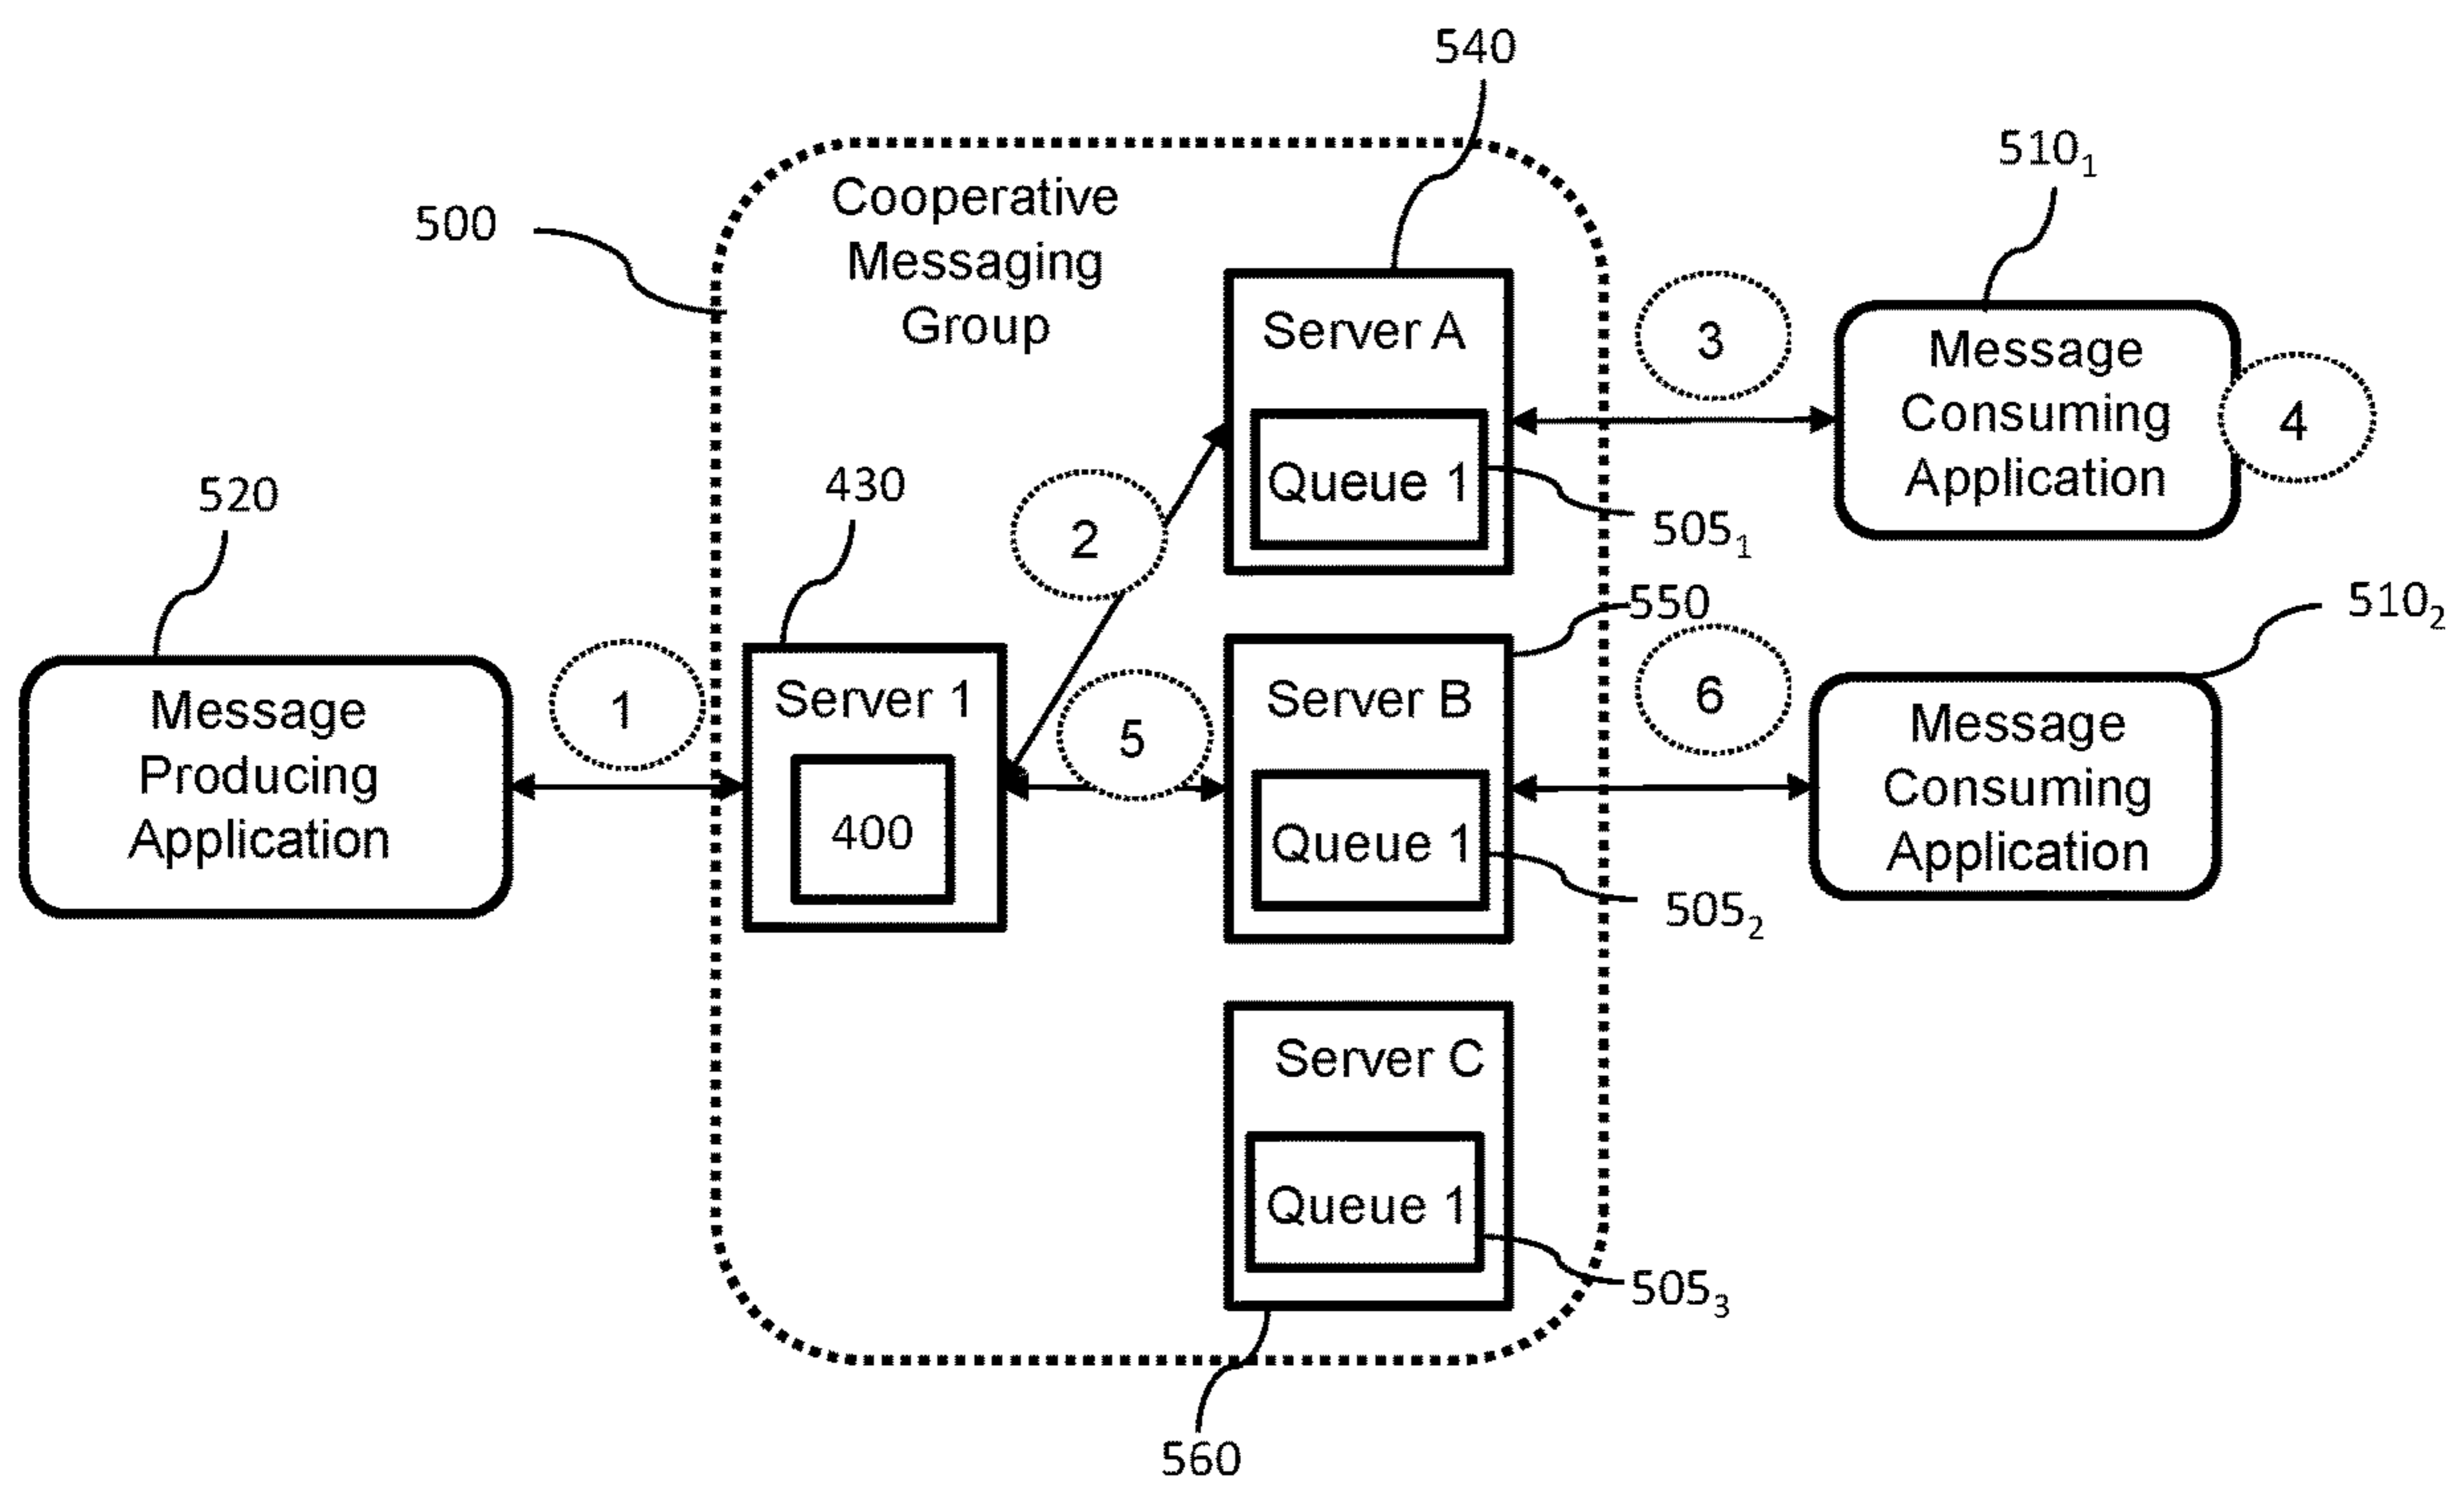 540
510₁
500
Cooperative
Messaging
Group
Server A
3
Message
Consuming
Application
4
Queue 1
505₁
2
520
430
550
510₂
1
Message
Producing
Application
Server 1
400
5
Server B
6
Message
Consuming
Application
Queue 1
505₂
Server C
Queue 1
505₃
560